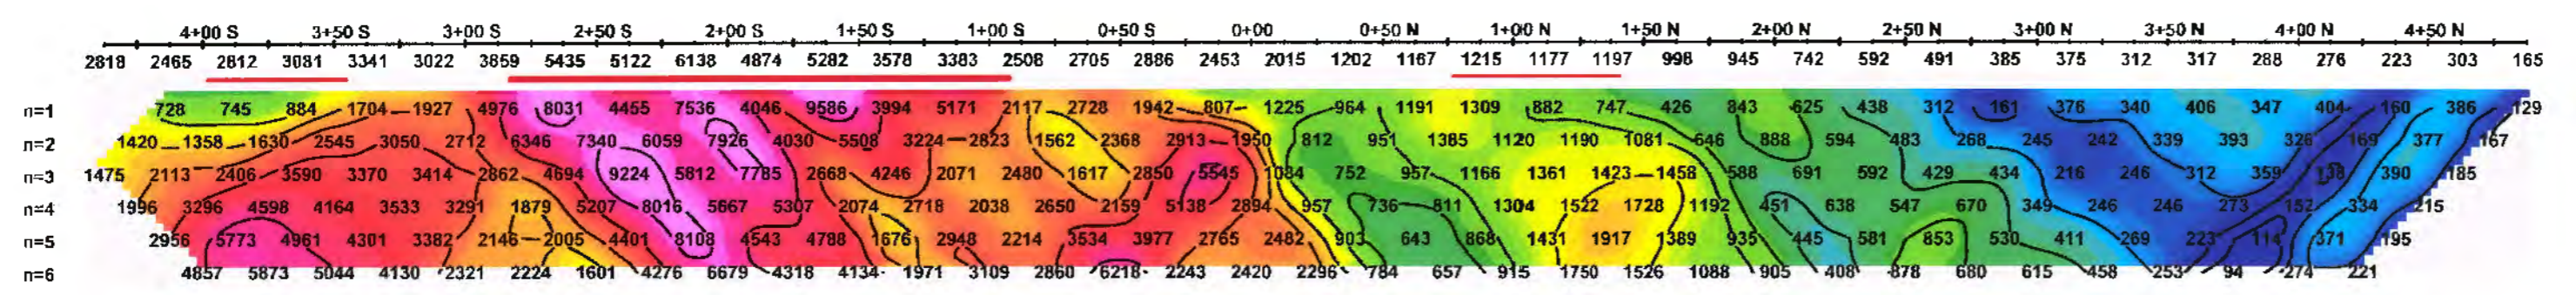 4+00 S 3+50 S 3+00 S 2+50 S 2+00 S 1+50 S 1+00 S 0+50 S 0+00 0+50 N 1+00 N 1+50 N 2+00 N 2+50 N 3+00 N 3+50 N 4+00 N 4+50 N
2818 2465 2812 3081 3341 3022 3869 5435 5122 6138 4874 5282 3578 3383 2508 2705 2886 2453 2015 1202 1167 1215 1177 1197 998 945 742 592 491 385 375 312 317 288 276 223 303 165
n=1 728 745 884 1704 1927 4976 8031 4455 7536 4046 9586 3994 5171 2117 2728 1942 807 1225 964 1191 1309 882 747 426 843 625 438 312 161 376 340 406 347 404 160 386 129
n=2 1420 1358 1630 2545 3050 2712 6346 7340 6059 7926 4030 5508 3224 2823 1562 2368 2913 1950 812 951 1385 1120 1190 1081 646 888 594 483 268 245 242 339 393 326 169 377 167
n=3 1475 2113 2406 3590 3370 3414 2862 4694 9224 5812 7785 2668 4246 2071 2480 1617 2850 5545 1084 752 957 1166 1361 1423 1458 588 691 592 429 434 216 246 312 359 138 390 185
n=4 1996 3296 4598 4164 3533 3291 1879 5207 8016 5667 5307 2074 2718 2038 2650 2159 5138 2894 957 736 811 1304 1522 1728 1192 451 638 547 670 349 246 246 273 152 334 215
n=5 2956 5773 4961 4301 3382 2146 2005 4401 8108 4543 4788 1676 2948 2214 3534 3977 2765 2482 903 643 868 1431 1917 1389 935 445 581 853 530 411 269 223 114 371 195
n=6 4857 5873 5044 4130 2321 2224 1601 4276 6679 4318 4134 1971 3109 2860 6218 2243 2420 2296 784 657 915 1750 1526 1088 905 408 878 680 615 458 253 94 274 221